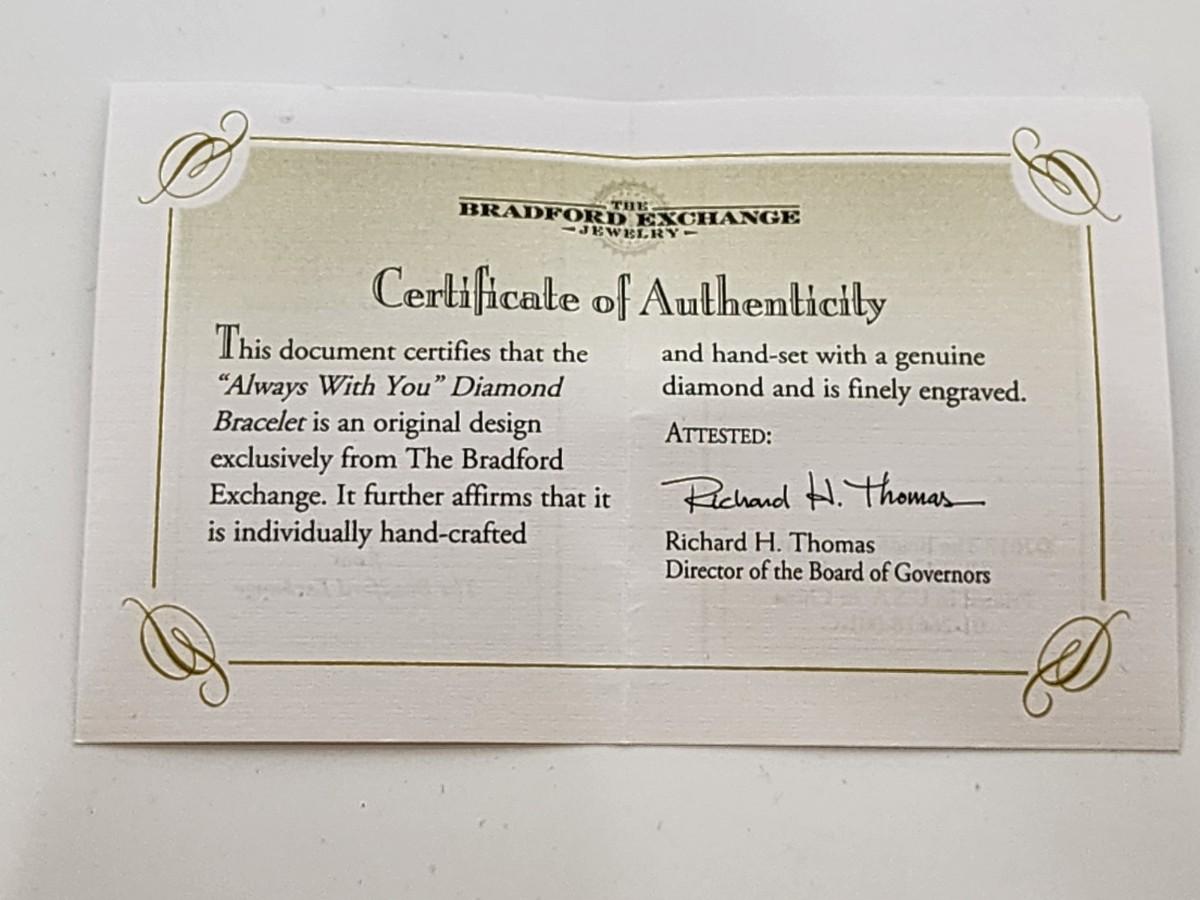 THE
BRADFORD EXCHANGE
JEWELRY
Certificate of Authenticity
This document certifies that the
“Always With You” Diamond
Bracelet is an original design
exclusively from The Bradford
Exchange. It further affirms that it
is individually hand-crafted
and hand-set with a genuine
diamond and is finely engraved.
ATTESTED:
Richard H. Thomas
Richard H. Thomas
Director of the Board of Governors